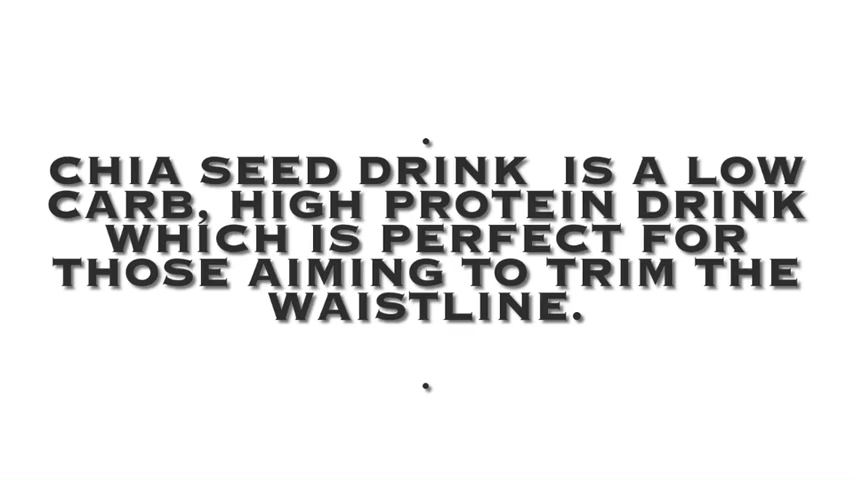 .
CHIA SEED DRINK  IS A LOW
CARB, HIGH PROTEIN DRINK
WHICH IS PERFECT FOR
THOSE AIMING TO TRIM THE
WAISTLINE.
.